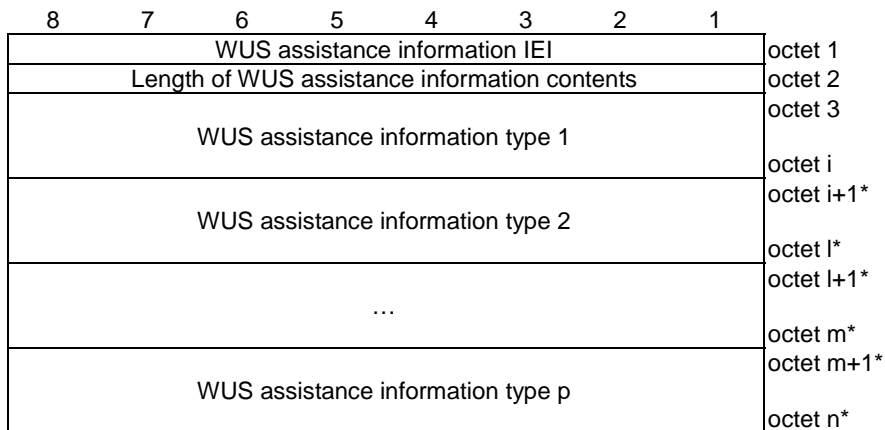 8 7 6 5 4 3 2 1
WUS assistance information IEI octet 1
Length of WUS assistance information contents octet 2
octet 3
WUS assistance information type 1
octet i
octet i+1*
WUS assistance information type 2
octet l*
octet l+1*
…
octet m*
octet m+1*
WUS assistance information type p
octet n*